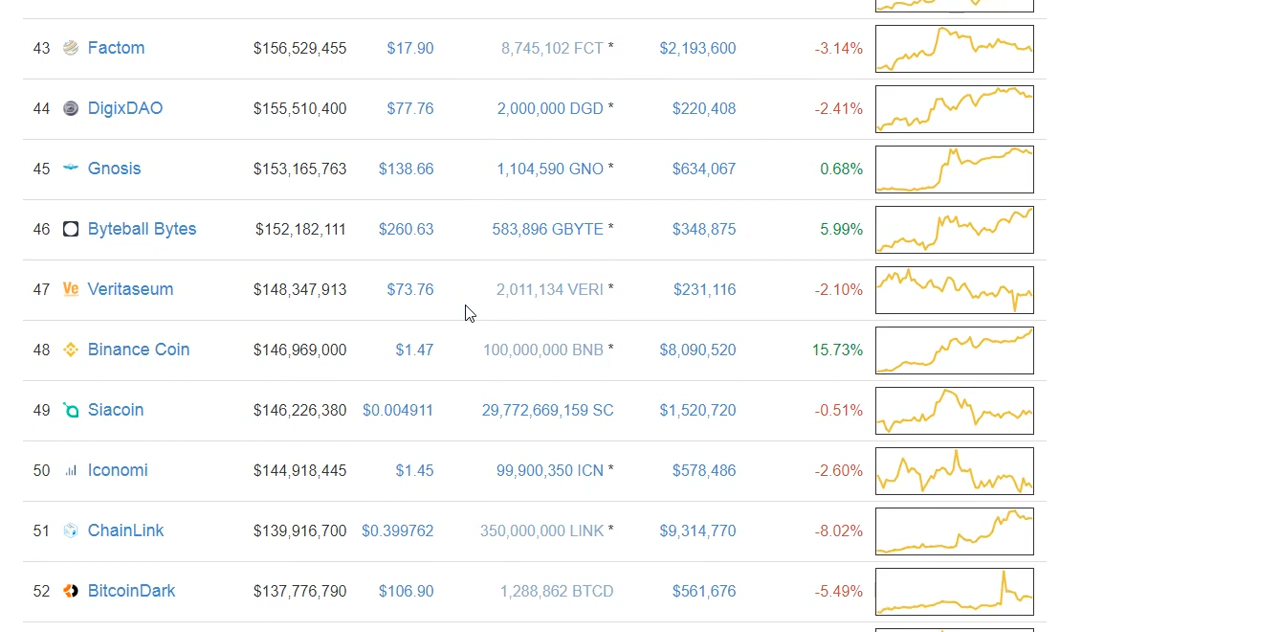 43 Factom $156,529,455 $17.90 8,745,102 FCT * $2,193,600 -3.14%
44 DigixDAO $155,510,400 $77.76 2,000,000 DGD * $220,408 -2.41%
45 Gnosis $153,165,763 $138.66 1,104,590 GNO * $634,067 0.68%
46 Byteball Bytes $152,182,111 $260.63 583,896 GBYTE * $348,875 5.99%
47 Ve Veritaseum $148,347,913 $73.76 2,011,134 VERI * $231,116 -2.10%
48 Binance Coin $146,969,000 $1.47 100,000,000 BNB * $8,090,520 15.73%
49 Siacoin $146,226,380 $0.004911 29,772,669,159 SC $1,520,720 -0.51%
50 Iconomi $144,918,445 $1.45 99,900,350 ICN * $578,486 -2.60%
51 ChainLink $139,916,700 $0.399762 350,000,000 LINK * $9,314,770 -8.02%
52 BitcoinDark $137,776,790 $106.90 1,288,862 BTCD $561,676 -5.49%